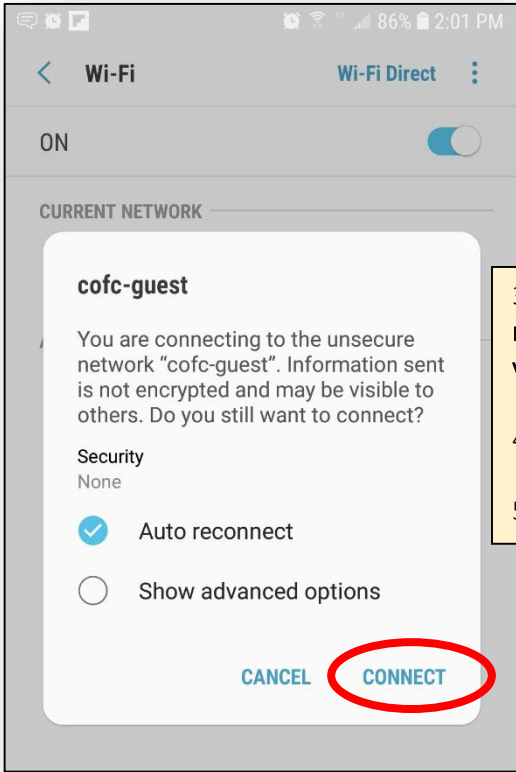 86% 2:01 PM
Wi-Fi
Wi-Fi Direct
ON
CURRENT NETWORK
cofc-guest
You are connecting to the unsecure
network “cofc-guest”. Information sent
is not encrypted and may be visible to
others. Do you still want to connect?
Security
None
Auto reconnect
Show advanced options
CANCEL
CONNECT